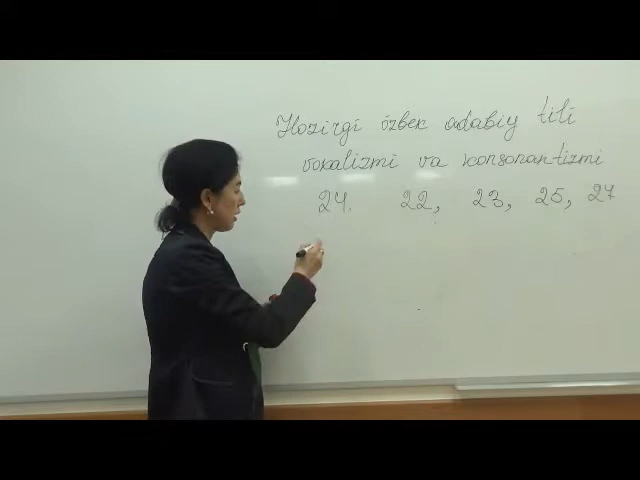 Hozirgi özbek adabiy tili
vokalizmi va konsonantizmi
24. 22, 23, 25, 27